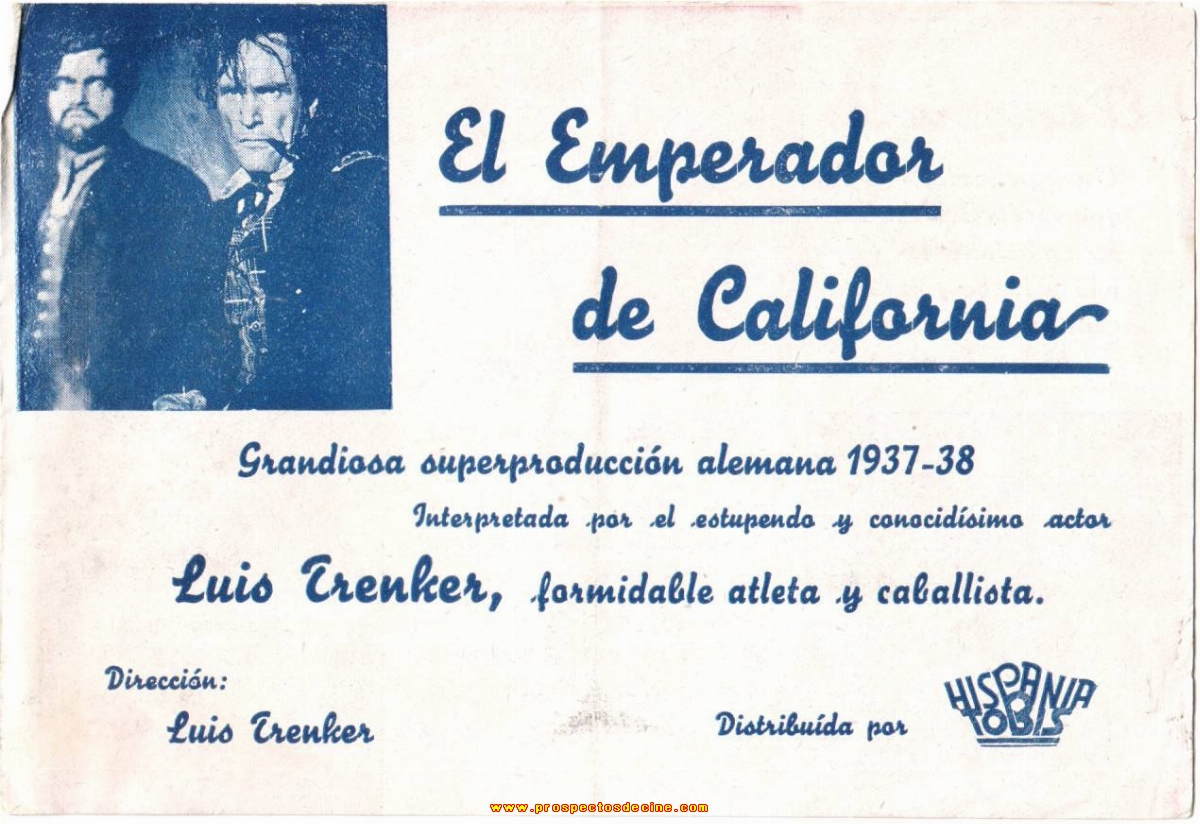 El Emperador
de California
Grandiosa superproducción alemana 1937-38
Interpretada por el estupendo y conocidísimo actor
Luis Trenker, formidable atleta y caballista.
Dirección:
Luis Trenker
Distribuída por
HISPANIA
TOBIS
www.prospectosdecine.com